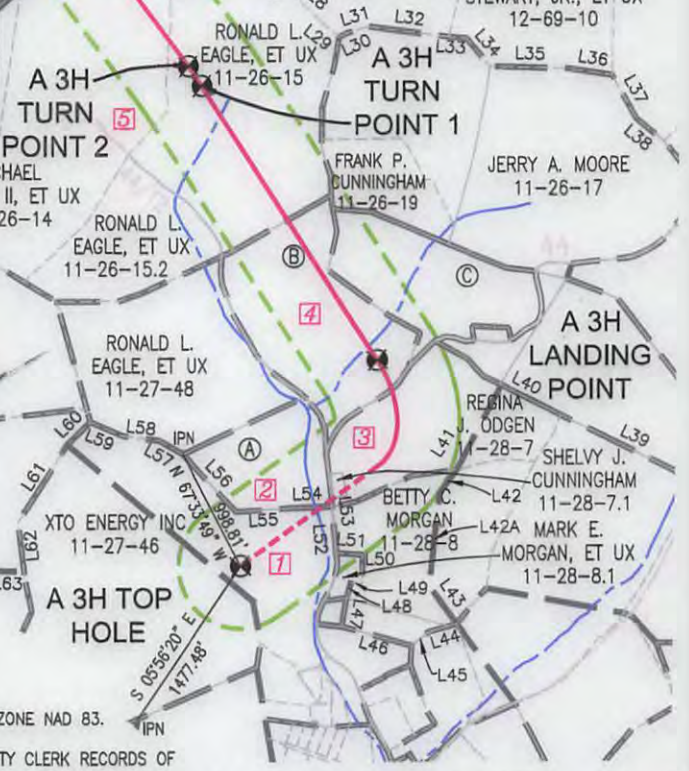 STEWART, JR., ET UX
12-69-10
L31
L32
L33
L34
L29
L30
L35
L36
L37
L38
RONALD L.
EAGLE, ET UX
11-26-15
A 3H
TURN
POINT 2
A 3H
TURN
POINT 1
5
FRANK P.
CUNNINGHAM
11-26-19
JERRY A. MOORE
11-26-17
CHAEL
II, ET UX
26-14
RONALD L.
EAGLE, ET UX
11-26-15.2
B
C
44
4
RONALD L.
EAGLE, ET UX
11-27-48
A 3H
LANDING
POINT
L40
REGINA
J. ODGEN
11-28-7
L39
L60
L59
L58
L57
IPN
A
3
L41
L61
L56
N 67°33'49" W
998.81'
2
L54
L55
L53
L52
SHELVY J.
CUNNINGHAM
11-28-7.1
L42
BETTY C.
MORGAN
11-28-8
L42A
MARK E.
MORGAN, ET UX
11-28-8.1
XTO ENERGY INC
11-27-46
L62
L63
1
L51
L50
L49
L48
L47
L43
L44
L45
L46
A 3H TOP
HOLE
S 05°56'20" E
1477.48'
IPN
ZONE NAD 83.
TY CLERK RECORDS OF